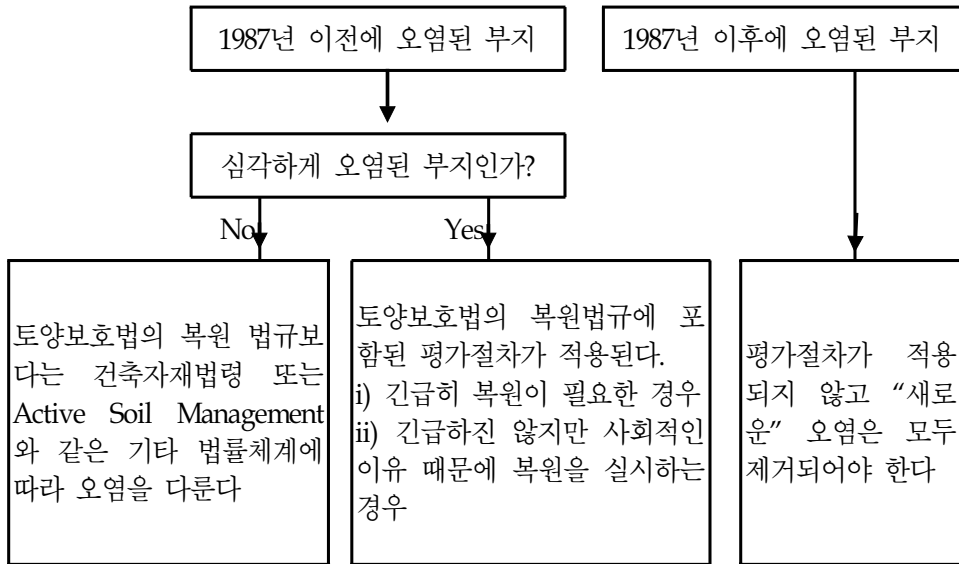 1987년 이전에 오염된 부지
1987년 이후에 오염된 부지
심각하게 오염된 부지인가?
No
Yes
토양보호법의 복원 법규보
다는 건축자재법령 또는
Active Soil Management
와 같은 기타 법률체계에
따라 오염을 다룬다
토양보호법의 복원법규에 포
함된 평가절차가 적용된다.
i) 긴급히 복원이 필요한 경우
ii) 긴급하진 않지만 사회적인
이유 때문에 복원을 실시하는
경우
평가절차가 적용
되지 않고 “새로
운” 오염은 모두
제거되어야 한다